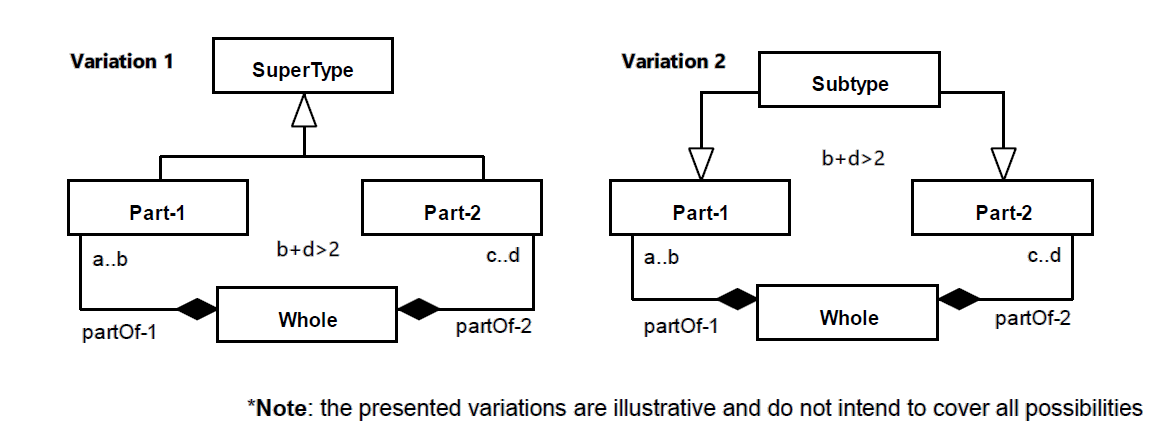 Variation 1
SuperType
Part-1
Part-2
a..b
b+d>2
c..d
Whole
partOf-1
partOf-2
Variation 2
Subtype
b+d>2
Part-1
Part-2
a..b
c..d
Whole
partOf-1
partOf-2
*Note: the presented variations are illustrative and do not intend to cover all possibilities